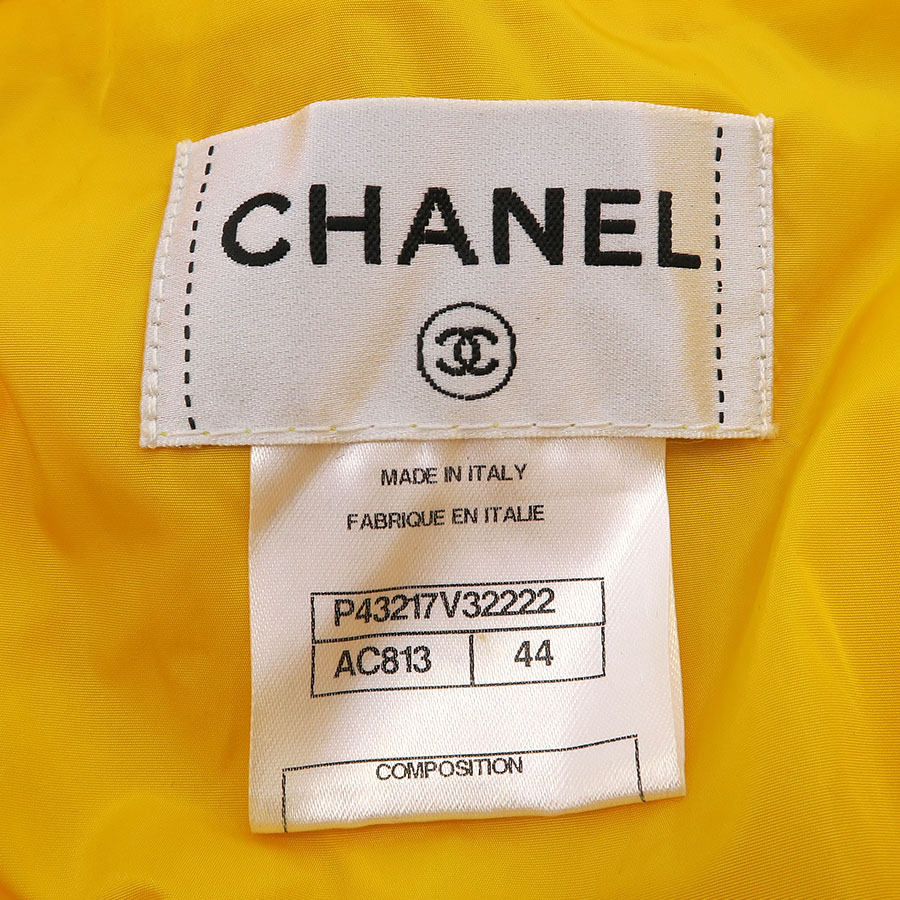 CHANEL
MADE IN ITALY
FABRIQUE EN ITALIE
P43217V32222
AC813 44
COMPOSITION